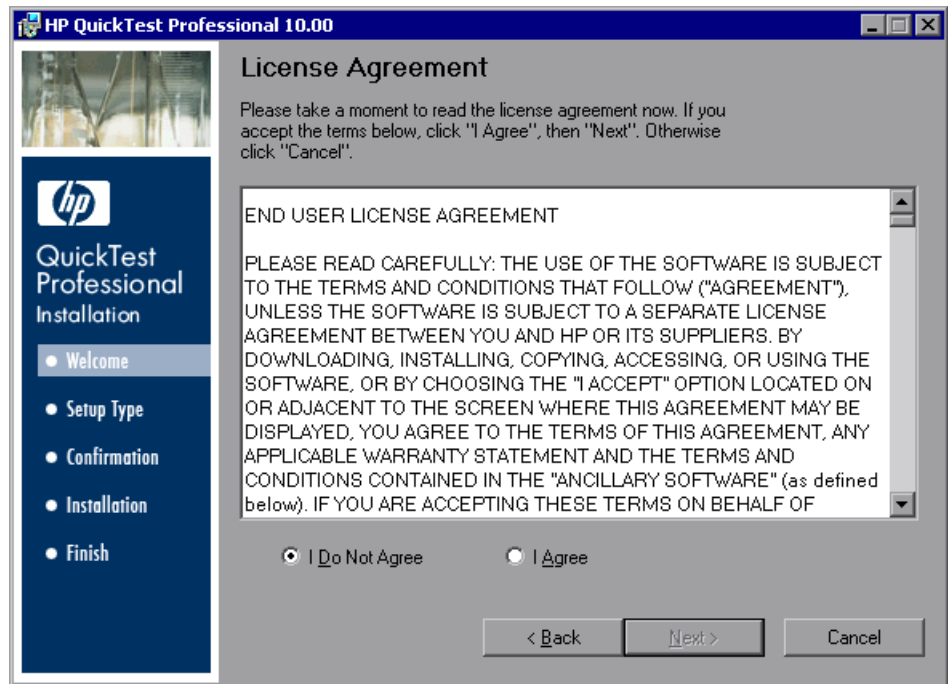 HP QuickTest Professional 10.00
hp
QuickTest
Professional
Installation
Welcome
Setup Type
Confirmation
Installation
Finish
License Agreement
Please take a moment to read the license agreement now. If you
accept the terms below, click "I Agree", then "Next". Otherwise
click "Cancel".
END USER LICENSE AGREEMENT
PLEASE READ CAREFULLY: THE USE OF THE SOFTWARE IS SUBJECT
TO THE TERMS AND CONDITIONS THAT FOLLOW ("AGREEMENT"),
UNLESS THE SOFTWARE IS SUBJECT TO A SEPARATE LICENSE
AGREEMENT BETWEEN YOU AND HP OR ITS SUPPLIERS. BY
DOWNLOADING, INSTALLING, COPYING, ACCESSING, OR USING THE
SOFTWARE, OR BY CHOOSING THE "I ACCEPT" OPTION LOCATED ON
OR ADJACENT TO THE SCREEN WHERE THIS AGREEMENT MAY BE
DISPLAYED, YOU AGREE TO THE TERMS OF THIS AGREEMENT, ANY
APPLICABLE WARRANTY STATEMENT AND THE TERMS AND
CONDITIONS CONTAINED IN THE "ANCILLARY SOFTWARE" (as defined
below). IF YOU ARE ACCEPTING THESE TERMS ON BEHALF OF
I Do Not Agree
I Agree
< Back
Next >
Cancel